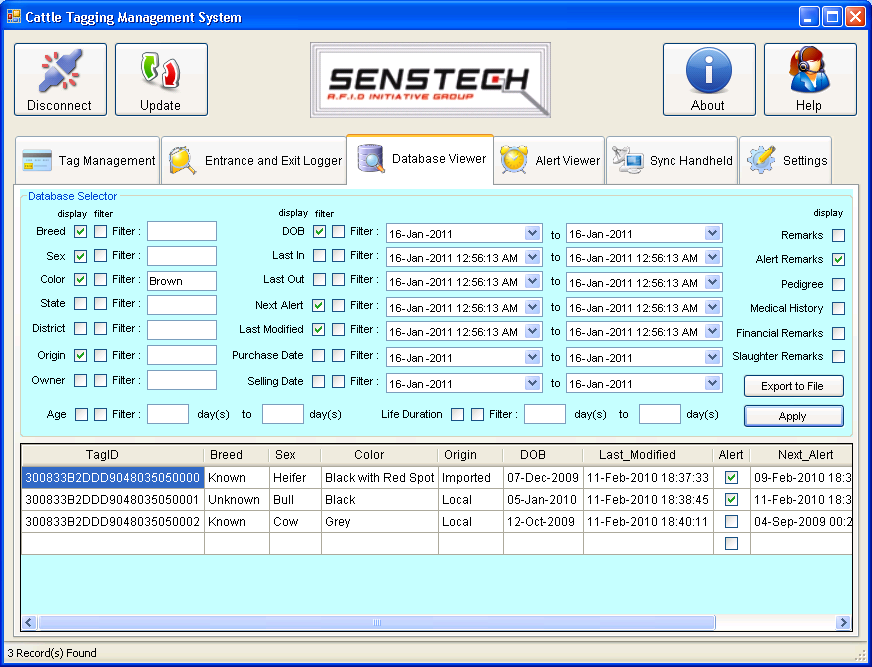 Cattle Tagging Management System
Disconnect
Update
SENSTECH
R.F.I.D INITIATIVE GROUP
About
Help
Tag Management
Entrance and Exit Logger
Database Viewer
Alert Viewer
Sync Handheld
Settings
Database Selector
display filter
Breed Filter :
Sex Filter :
Color Filter : Brown
State Filter :
District Filter :
Origin Filter :
Owner Filter :
Age Filter : day(s) to day(s)
display filter
DOB Filter : 16-Jan-2011 to 16-Jan-2011
Last In Filter : 16-Jan-2011 12:56:13 AM to 16-Jan-2011 12:56:13 AM
Last Out Filter : 16-Jan-2011 12:56:13 AM to 16-Jan-2011 12:56:13 AM
Next Alert Filter : 16-Jan-2011 12:56:13 AM to 16-Jan-2011 12:56:13 AM
Last Modified Filter : 16-Jan-2011 12:56:13 AM to 16-Jan-2011 12:56:13 AM
Purchase Date Filter : 16-Jan-2011 to 16-Jan-2011
Selling Date Filter : 16-Jan-2011 to 16-Jan-2011
Life Duration Filter : day(s) to day(s)
display
Remarks
Alert Remarks
Pedigree
Medical History
Financial Remarks
Slaughter Remarks
Export to File
Apply
TagID Breed Sex Color Origin DOB Last_Modified Alert Next_Alert
300833B2DDD9048035050000 Known Heifer Black with Red Spot Imported 07-Dec-2009 11-Feb-2010 18:37:33 09-Feb-2010 18:3
300833B2DDD9048035050001 Unknown Bull Black Local 05-Jan-2010 11-Feb-2010 18:38:45 11-Feb-2010 18:3
300833B2DDD9048035050002 Known Cow Grey Local 12-Oct-2009 11-Feb-2010 18:40:11 04-Sep-2009 00:2
3 Record(s) Found